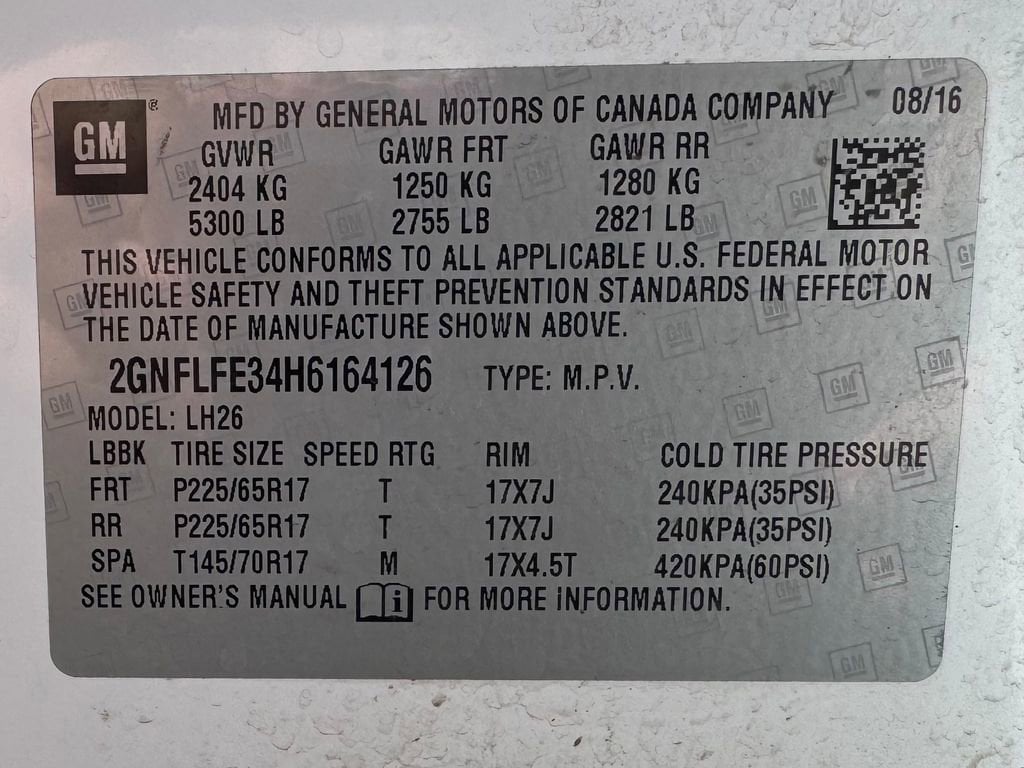 GM ® MFD BY GENERAL MOTORS OF CANADA COMPANY 08/16
GVWR GAWR FRT GAWR RR
2404 KG 1250 KG 1280 KG
5300 LB 2755 LB 2821 LB
THIS VEHICLE CONFORMS TO ALL APPLICABLE U.S. FEDERAL MOTOR
VEHICLE SAFETY AND THEFT PREVENTION STANDARDS IN EFFECT ON
THE DATE OF MANUFACTURE SHOWN ABOVE.
2GNFLFE34H6164126 TYPE: M.P.V.
MODEL: LH26
LBBK TIRE SIZE SPEED RTG RIM COLD TIRE PRESSURE
FRT P225/65R17 T 17X7J 240KPA(35PSI)
RR P225/65R17 T 17X7J 240KPA(35PSI)
SPA T145/70R17 M 17X4.5T 420KPA(60PSI)
SEE OWNER'S MANUAL i FOR MORE INFORMATION.